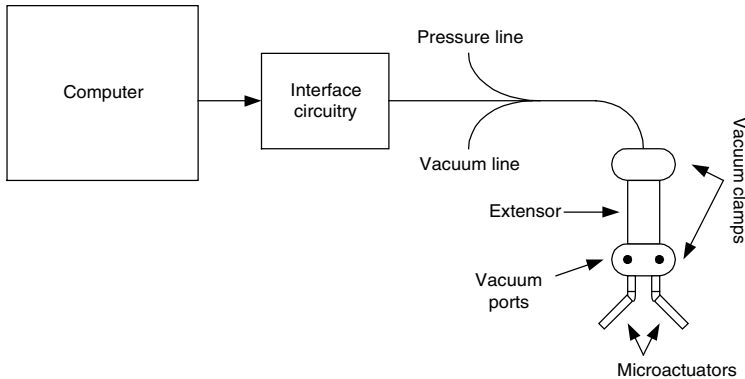 Pressure line
Computer
Interface
circuitry
Vacuum line
Vacuum clamps
Extensor
Vacuum
ports
Microactuators